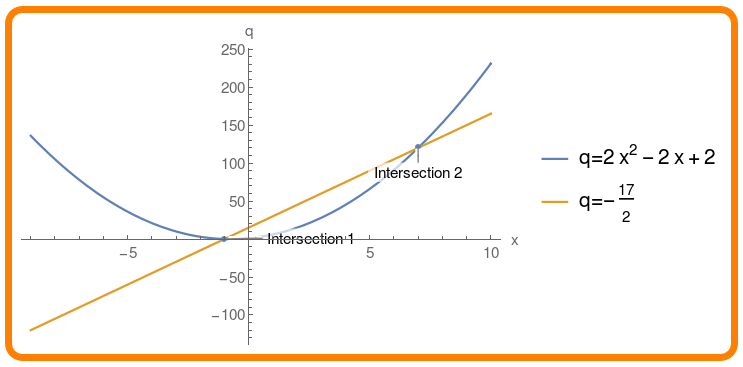 q
250
200
150
100
50
−50
−100
−5
5
10
x
Intersection 2
Intersection 1
q=2 x² − 2 x + 2
q=− 17/2